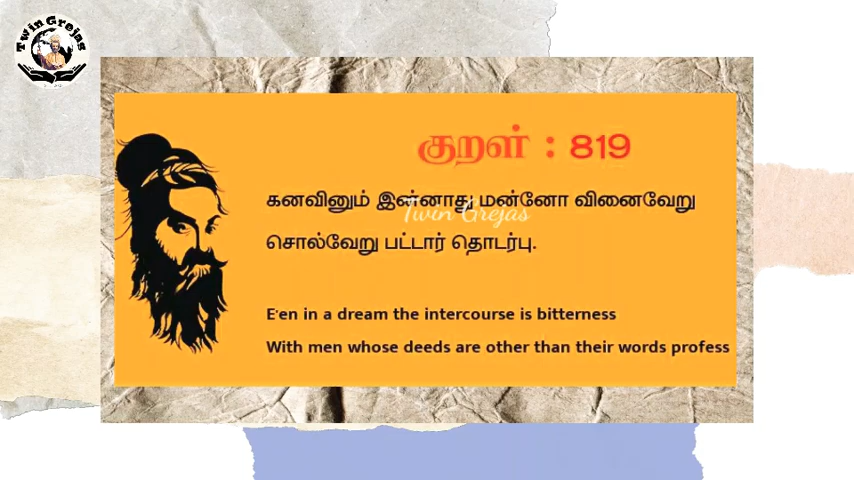 Twin Grejas
குறள் : 819
கனவினும் இன்னாது மன்னோ வினைவேறு
Twin Grejas
சொல்வேறு பட்டார் தொடர்பு.
E'en in a dream the intercourse is bitterness
With men whose deeds are other than their words profess